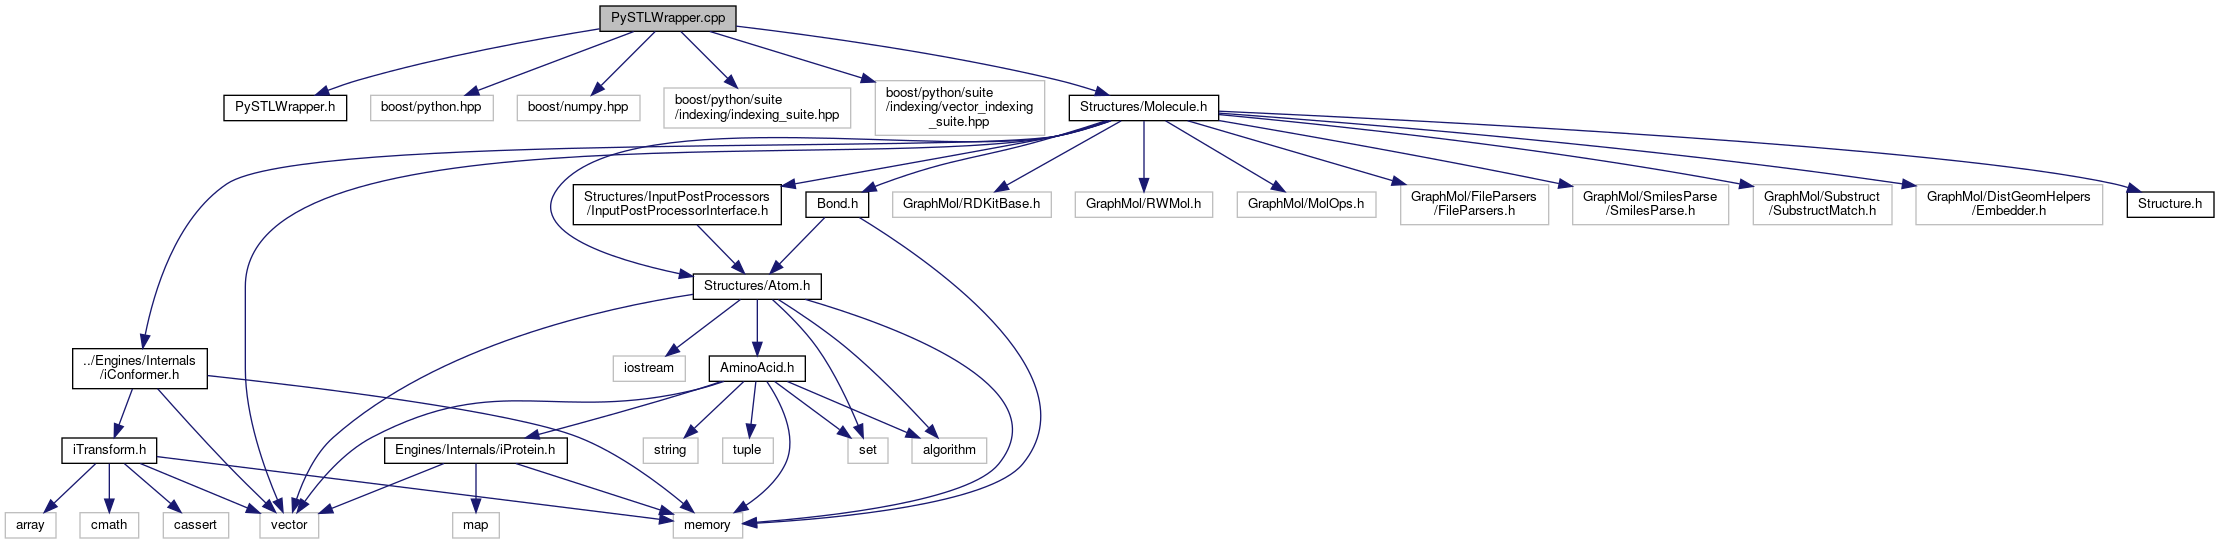 PySTLWrapper.cpp
PySTLWrapper.h
boost/python.hpp
boost/numpy.hpp
boost/python/suite
/indexing/indexing_suite.hpp
boost/python/suite
/indexing/vector_indexing
_suite.hpp
Structures/Molecule.h
Structures/InputPostProcessors
/InputPostProcessorInterface.h
Bond.h
GraphMol/RDKitBase.h
GraphMol/RWMol.h
GraphMol/MolOps.h
GraphMol/FileParsers
/FileParsers.h
GraphMol/SmilesParse
/SmilesParse.h
GraphMol/Substruct
/SubstructMatch.h
GraphMol/DistGeomHelpers
/Embedder.h
Structure.h
Structures/Atom.h
../Engines/Internals
/iConformer.h
iostream
AminoAcid.h
iTransform.h
Engines/Internals/iProtein.h
string
tuple
set
algorithm
array
cmath
cassert
vector
map
memory